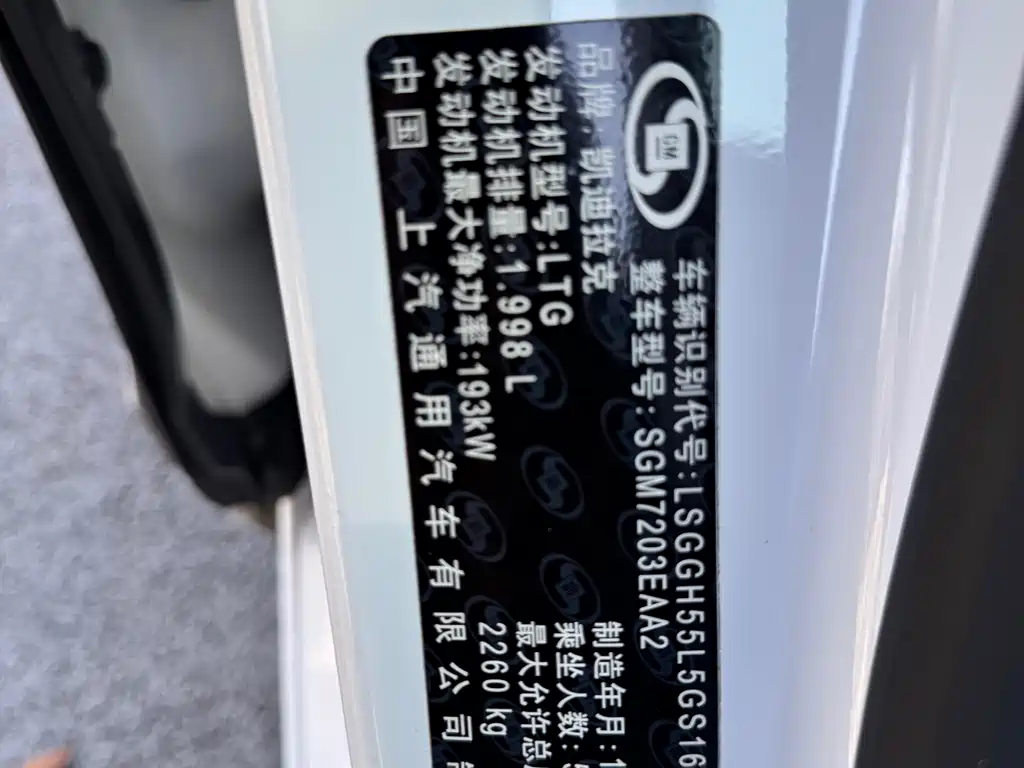 GM
车辆识别代号:LSGGH55L5GS16
整车型号:SGM7203EAA2
品牌:凯迪拉克 制造年月:1
发动机型号:LTG 乘坐人数:5
发动机排量:1.998 L 最大允许总
发动机最大净功率:193kW 2260 kg
中国 上汽通用汽车有限公司